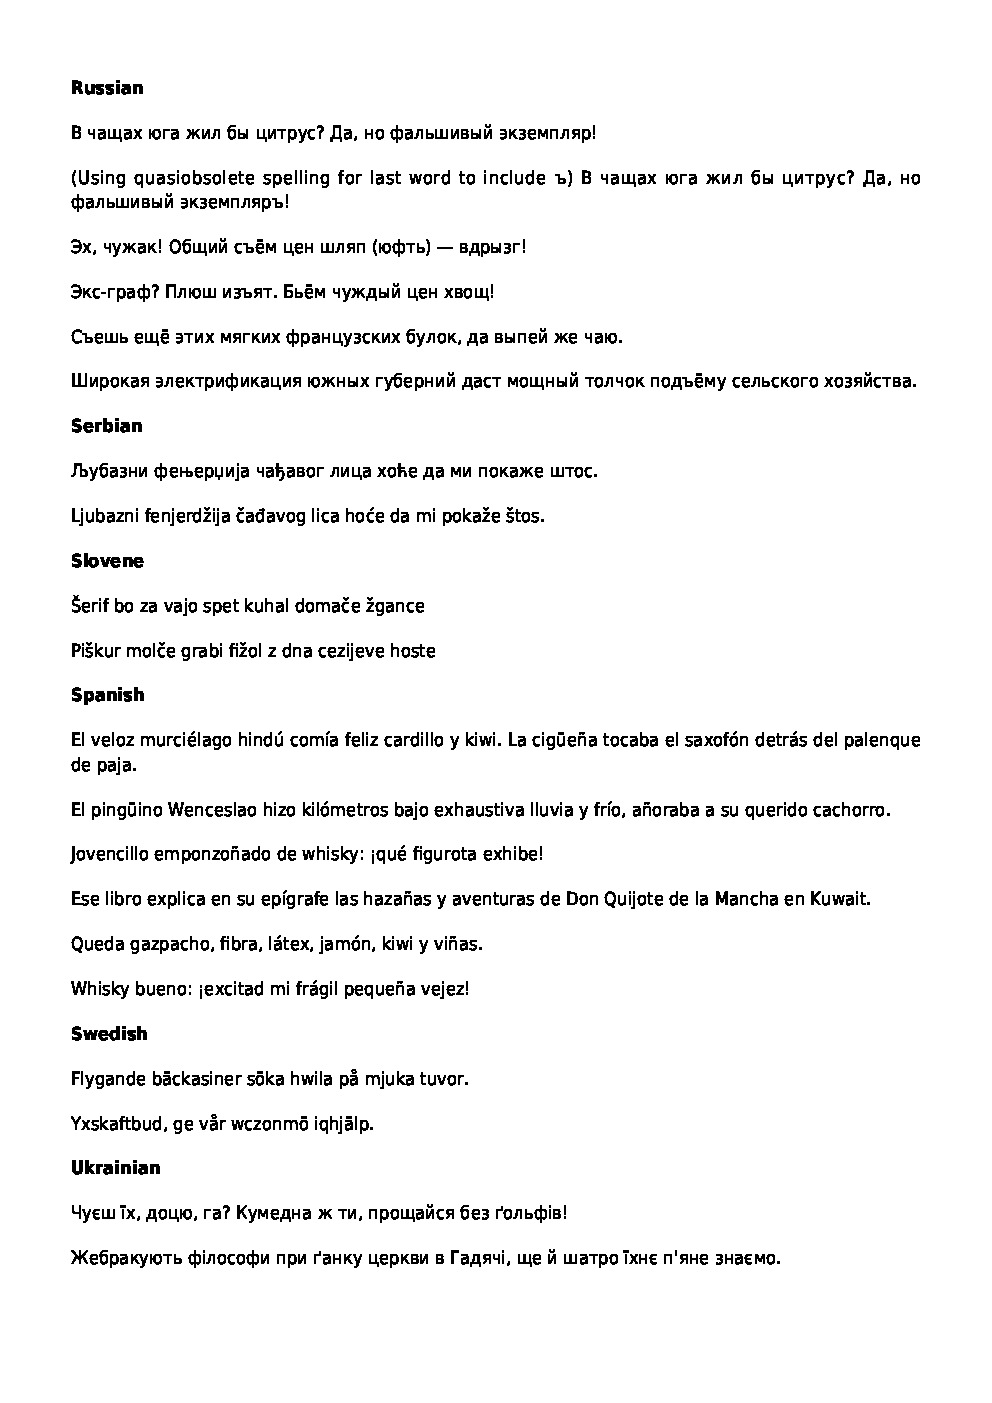 Russian
В чащах юга жил бы цитрус? Да, но фальшивый экземпляр!
(Using quasiobsolete spelling for last word to include ъ) В чащах юга жил бы цитрус? Да, но
фальшивый экземпляръ!
Эх, чужак! Общий съём цен шляп (юфть) — вдрызг!
Экс-граф? Плюш изъят. Бьём чуждый цен хвощ!
Съешь ещё этих мягких французских булок, да выпей же чаю.
Широкая электрификация южных губерний даст мощный толчок подъёму сельского хозяйства.
Serbian
Љубазни фењерџија чађавог лица хоће да ми покаже штос.
Ljubazni fenjerdžija čađavog lica hoće da mi pokaže štos.
Slovene
Šerif bo za vajo spet kuhal domače žgance
Piškur molče grabi fižol z dna cezijeve hoste
Spanish
El veloz murciélago hindú comía feliz cardillo y kiwi. La cigüeña tocaba el saxofón detrás del palenque
de paja.
El pingüino Wenceslao hizo kilómetros bajo exhaustiva lluvia y frío, añoraba a su querido cachorro.
Jovencillo emponzoñado de whisky: ¡qué figurota exhibe!
Ese libro explica en su epígrafe las hazañas y aventuras de Don Quijote de la Mancha en Kuwait.
Queda gazpacho, fibra, látex, jamón, kiwi y viñas.
Whisky bueno: ¡excitad mi frágil pequeña vejez!
Swedish
Flygande bäckasiner söka hwila på mjuka tuvor.
Yxskaftbud, ge vår wczonmö iqhjälp.
Ukrainian
Чуєш їх, доцю, га? Кумедна ж ти, прощайся без ґольфів!
Жебракують філософи при ґанку церкви в Гадячі, ще й шатро їхнє п'яне знаємо.